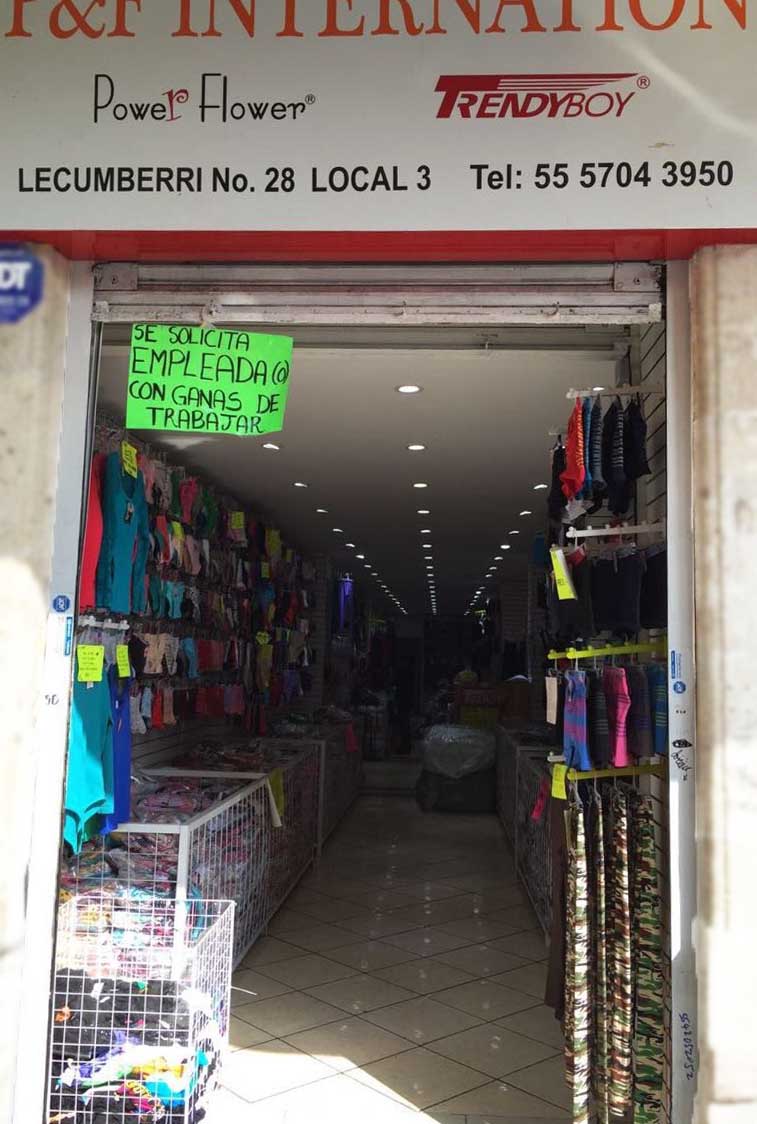 P&F INTERNATION
Power Flower®
TRENDYBOY®
LECUMBERRI No. 28 LOCAL 3 Tel: 55 5704 3950
SE SOLICITA
EMPLEADA(O)
CON GANAS DE
TRABAJAR